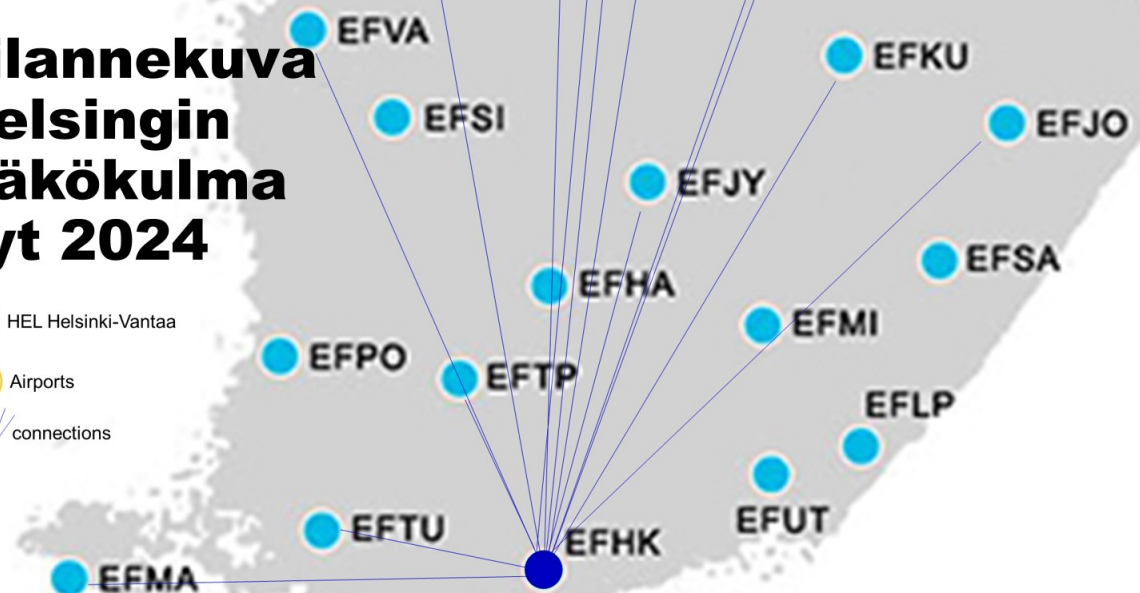 EFVA
ilannekuva
EFKU
elsingin
EFSI
EFJO
äkökulma
EFJY
yt 2024
EFSA
EFHA
HEL Helsinki-Vantaa
EFMI
EFPO
EFTP
Airports
EFLP
connections
EFUT
EFTU
EFHK
EFMA